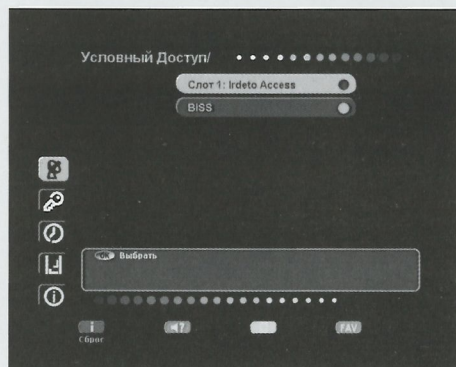 Условный Доступ/
Слот 1: Irdeto Access
BISS
OK Выбрать
i
FAV
Сброс